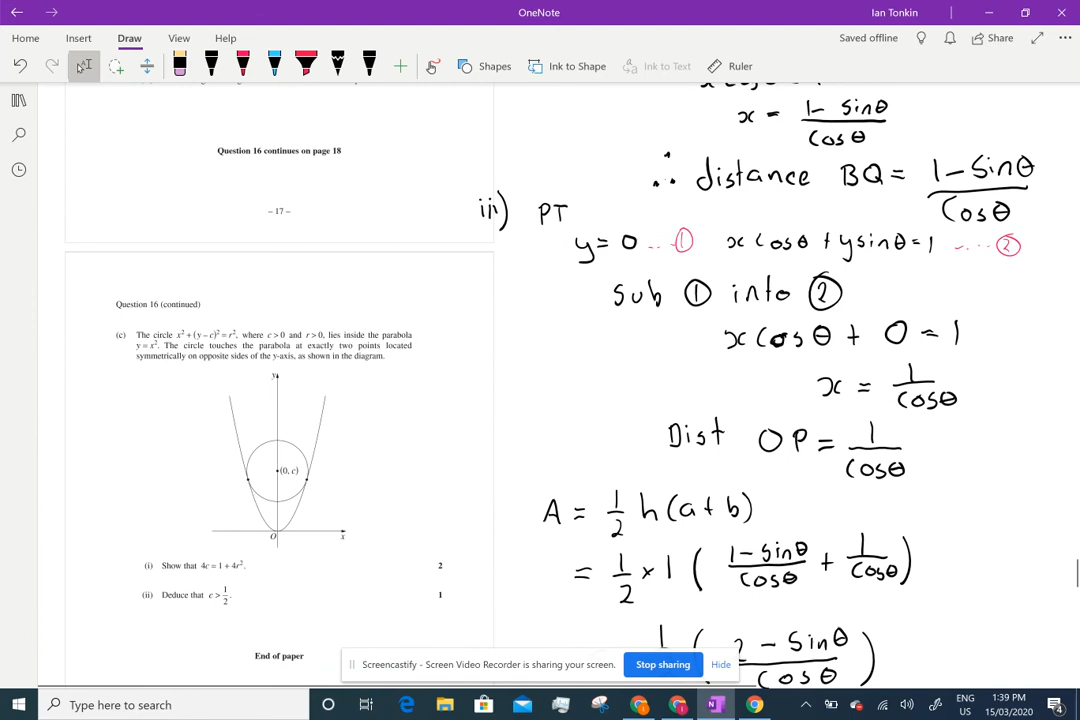 OneNote
Ian Tonkin
Home Insert Draw View Help
Saved offline Share
Shapes Ink to Shape Ink to Text Ruler
x = 1 - sinθ / cosθ
Question 16 continues on page 18
∴ distance BQ = 1 - sinθ / cosθ
– 17 –
iii) PT
y = 0 ... ① x cosθ + y sinθ = 1 .... ②
sub ① into ②
Question 16 (continued)
(c) The circle x² + (y – c)² = r², where c > 0 and r > 0, lies inside the parabola
y = x². The circle touches the parabola at exactly two points located
symmetrically on opposite sides of the y-axis, as shown in the diagram.
x cosθ + 0 = 1
x = 1 / cosθ
y
(0, c)
O
x
Dist OP = 1 / cosθ
A = 1/2 h(a + b)
= 1/2 × 1 ( 1 - sinθ / cosθ + 1 / cosθ )
(i) Show that 4c = 1 + 4r². 2
(ii) Deduce that c > 1/2. 1
2 - sinθ / cosθ
End of paper
Screencastify - Screen Video Recorder is sharing your screen. Stop sharing Hide
Type here to search
ENG
US
1:39 PM
15/03/2020
4